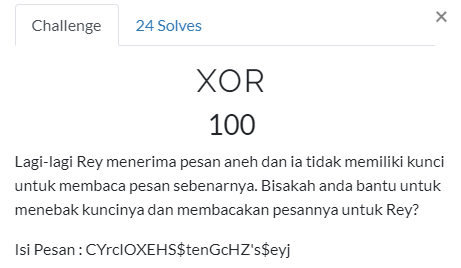 Challenge
24 Solves
×
XOR
100
Lagi-lagi Rey menerima pesan aneh dan ia tidak memiliki kunci
untuk membaca pesan sebenarnya. Bisakah anda bantu untuk
menebak kuncinya dan membacakan pesannya untuk Rey?
Isi Pesan : CYrclOXEHS$tenGcHZ's$eyj